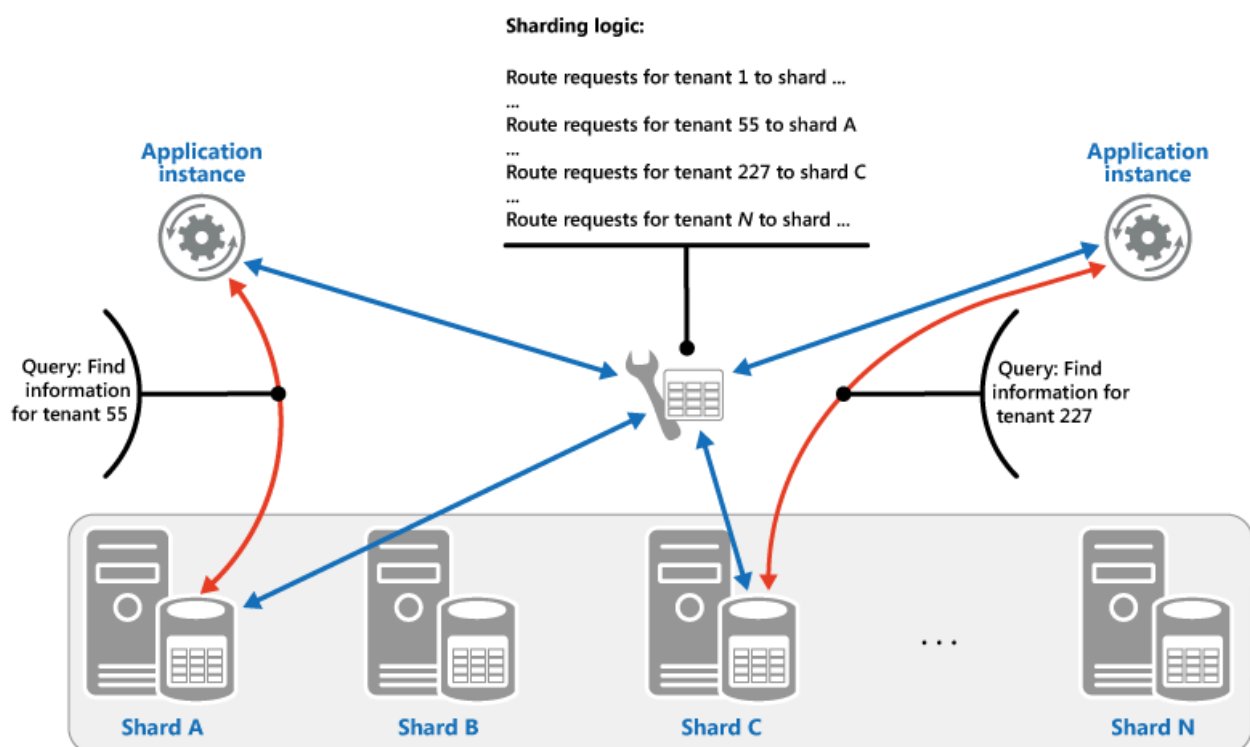 Sharding logic:
Route requests for tenant 1 to shard ...
...
Route requests for tenant 55 to shard A
...
Route requests for tenant 227 to shard C
...
Route requests for tenant N to shard ...
Application
instance
Application
instance
Query: Find
information
for tenant 55
Query: Find
information for
tenant 227
. . .
Shard A
Shard B
Shard C
Shard N